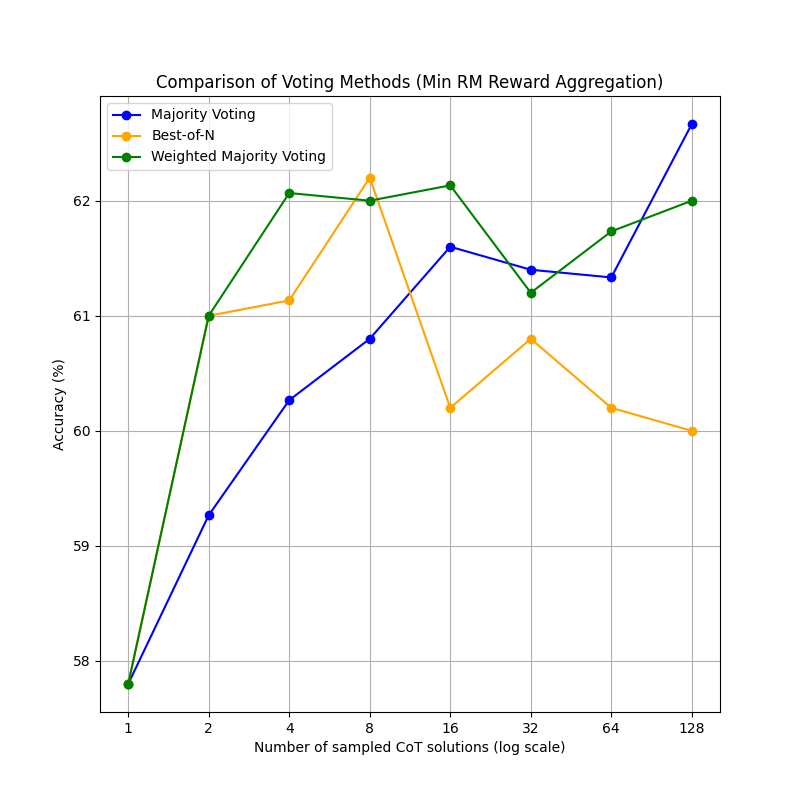 Comparison of Voting Methods (Min RM Reward Aggregation)
Majority Voting
Best-of-N
Weighted Majority Voting
62
61
60
59
58
Accuracy (%)
1 2 4 8 16 32 64 128
Number of sampled CoT solutions (log scale)